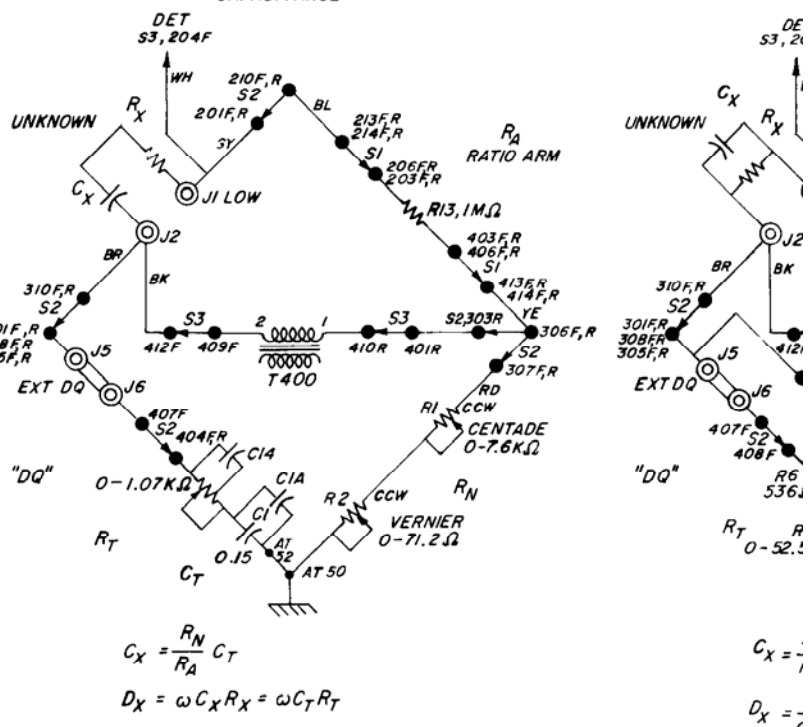 DET
S3, 204F
WH
210F,R
S2
201F,R
GY
BL
213F,R
214F,R
S1
206F,R
203F,R
RA
RATIO ARM
UNKNOWN
RX
CX
J1 LOW
J2
R13, 1MΩ
403F,R
406F,R
S1
413F,R
414F,R
YE
BR
BK
310F,R
S2
J5
J6
EXT DQ
412F
S3
409F
2
1
T400
410R
S3
401R
S2,303R
306F,R
S2
307F,R
RD
R1
CCW
CENTADE
0-7.6KΩ
RN
R2
CCW
VERNIER
0-71.2Ω
407F
S2
404F,R
C14
0-1.07KΩ
C1A
C1
0.15
AT
52
AT 50
"DQ"
RT
CT
CX = RN/RA CT
DX = ωCXRX = ωCTRT
UNKNOWN
CX
RX
J2
BR
BK
310F,R
S2
301F,R
308F,R
305F,R
J5
J6
EXT DQ
407F
S2
408F
R6
"DQ"
RT
CX =
DX =